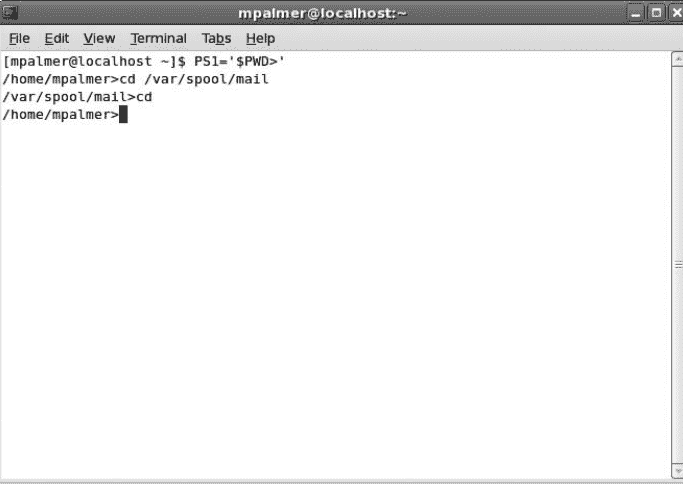 mpalmer@localhost:~
File Edit View Terminal Tabs Help
[mpalmer@localhost ~]$ PS1='$PWD>'
/home/mpalmer>cd /var/spool/mail
/var/spool/mail>cd
/home/mpalmer>